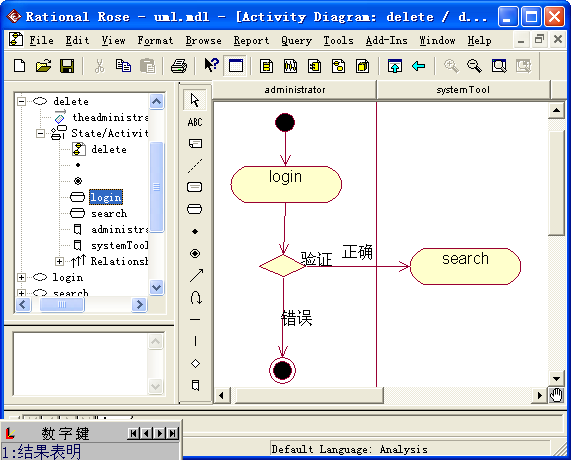 Rational Rose - uml.mdl - [Activity Diagram: delete / d...
File Edit View Format Browse Report Query Tools Add-Ins Window Help
administrator systemTool
delete
theadministra
State/Activit
delete
login
search
administra
systemTool
Relationsh
login
search
ABC
login
验证 正确
search
错误
数字鍵
1:结果表明
Default Language: Analysis